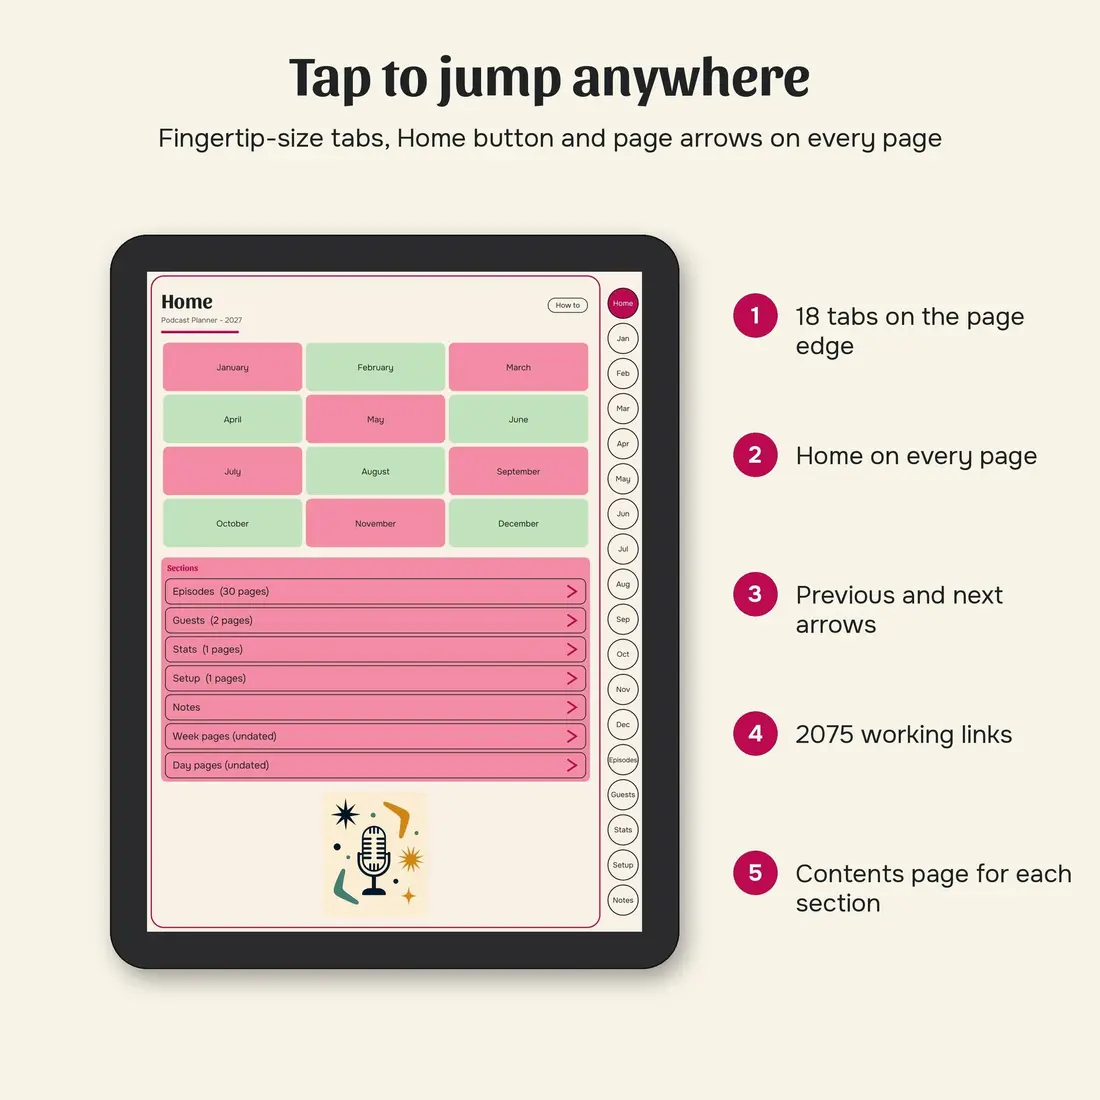 Tap to jump anywhere
Fingertip-size tabs, Home button and page arrows on every page
Home
Podcast Planner - 2027
How to
January
February
March
April
May
June
July
August
September
October
November
December
Sections
Episodes (30 pages)
Guests (2 pages)
Stats (1 pages)
Setup (1 pages)
Notes
Week pages (undated)
Day pages (undated)
Home
Jan
Feb
Mar
Apr
May
Jun
Jul
Aug
Sep
Oct
Nov
Dec
Episodes
Guests
Stats
Setup
Notes
1
18 tabs on the page
edge
2
Home on every page
3
Previous and next
arrows
4
2075 working links
5
Contents page for each
section